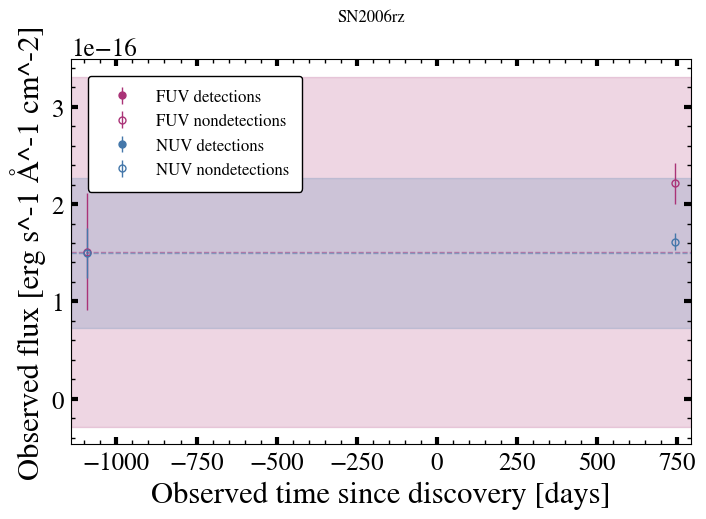 SN2006rz
1e−16
FUV detections
FUV nondetections
NUV detections
NUV nondetections
3
2
1
0
−1000 −750 −500 −250 0 250 500 750
Observed time since discovery [days]
Observed flux [erg s^-1 Å^-1 cm^-2]